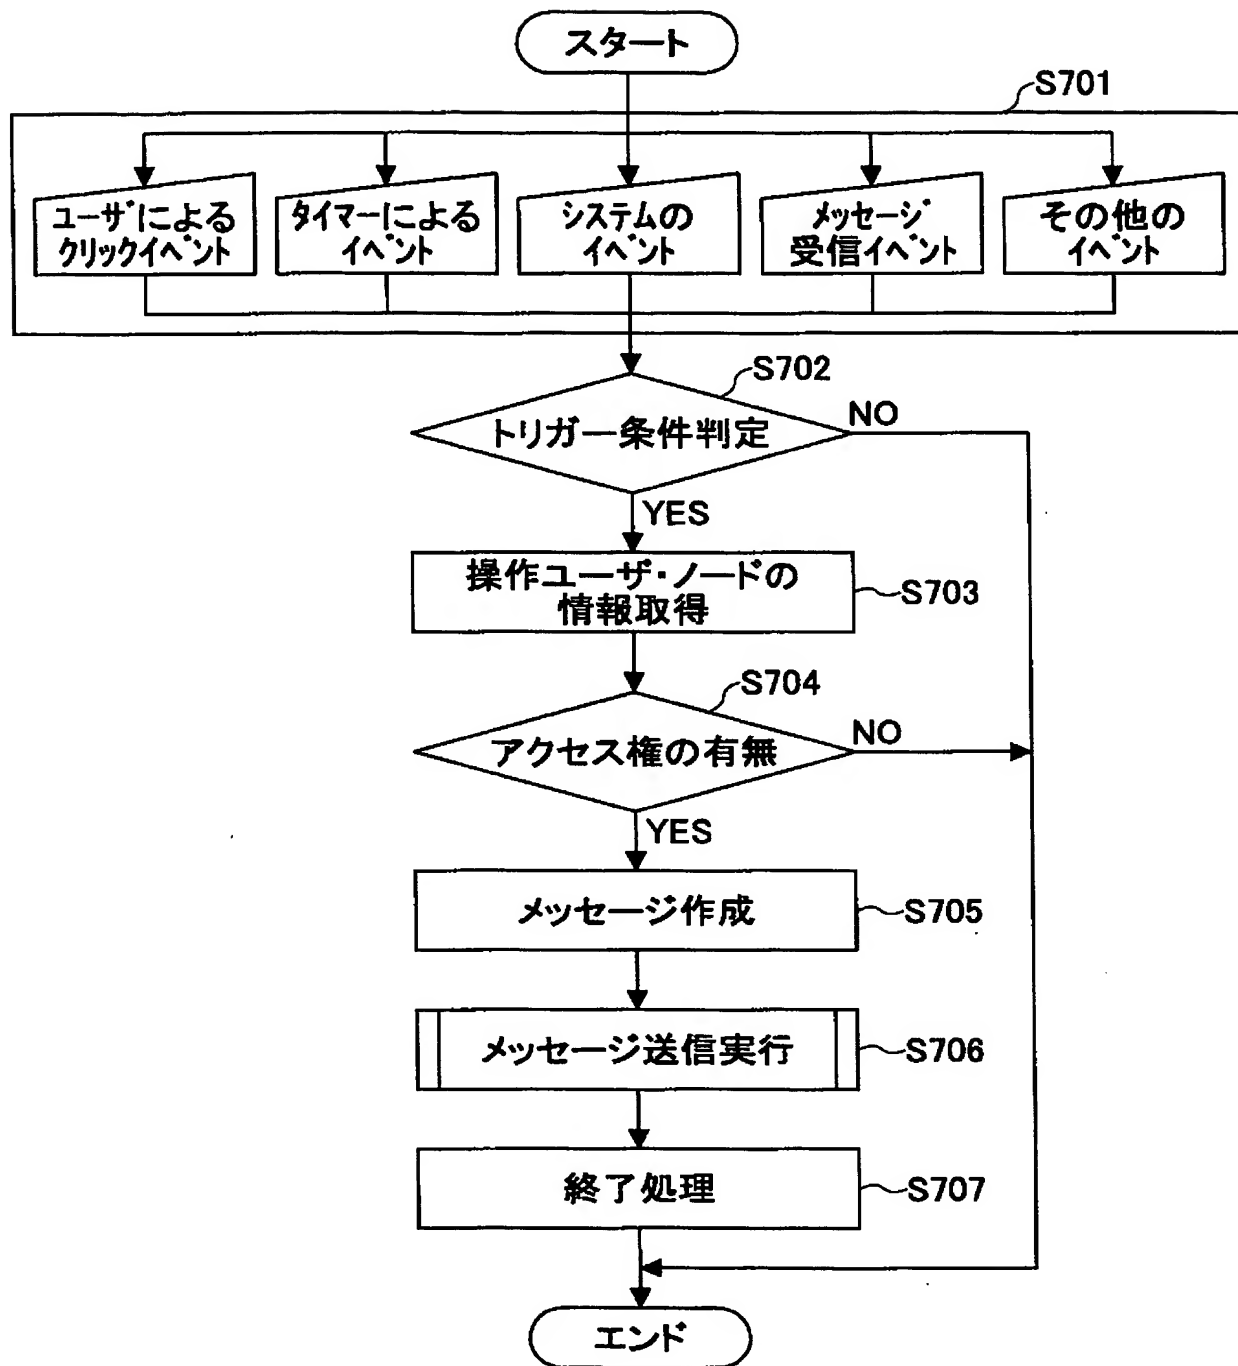 スタート
S701
ユーザによる
クリックイベント
タイマーによる
イベント
システムの
イベント
メッセージ
受信イベント
その他の
イベント
S702
トリガー条件判定
NO
YES
操作ユーザ・ノードの
情報取得
S703
S704
アクセス権の有無
NO
YES
メッセージ作成
S705
メッセージ送信実行
S706
終了処理
S707
エンド